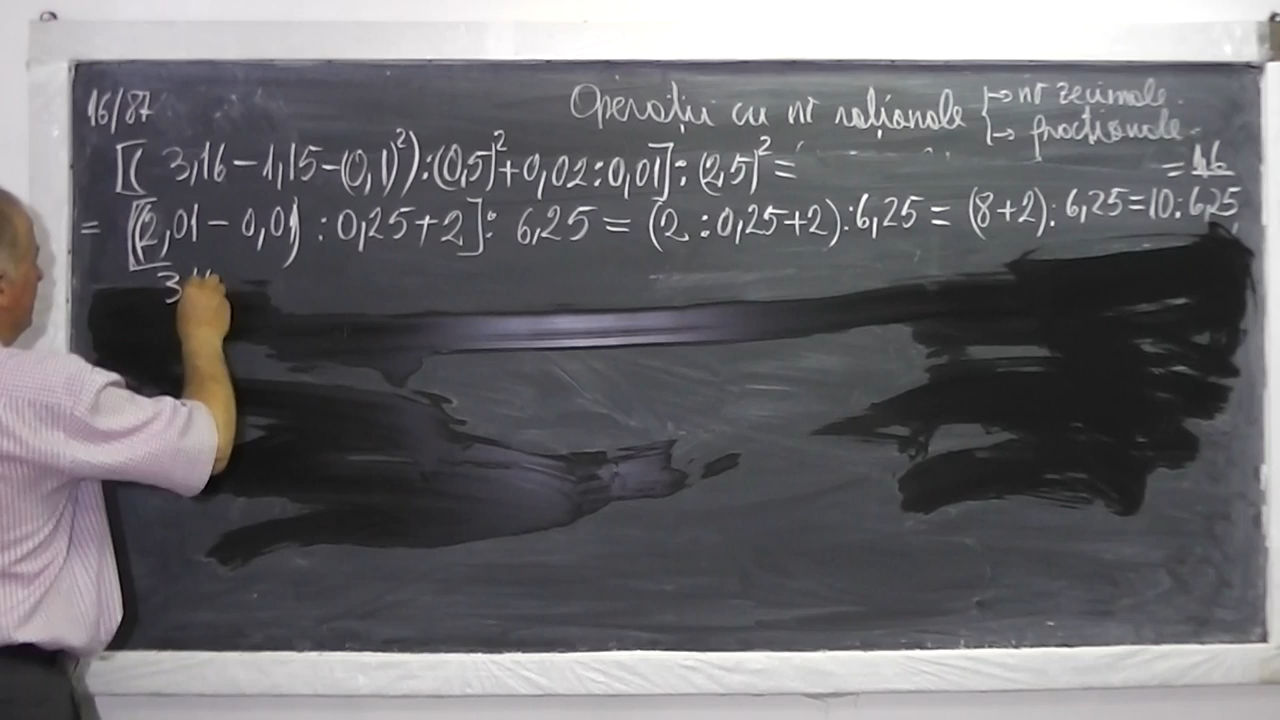 16/87
Operații cu nr raționale → nr zecimale.
→ fracționale.
[( 3,16 - 1,15 - (0,1)²) : (0,5)² + 0,02 : 0,01] : (2,5)² =
= 1,6
= [(2,01 - 0,01) : 0,25 + 2] : 6,25 = (2 : 0,25 + 2) : 6,25 = (8 + 2) : 6,25 = 10 : 6,25
3